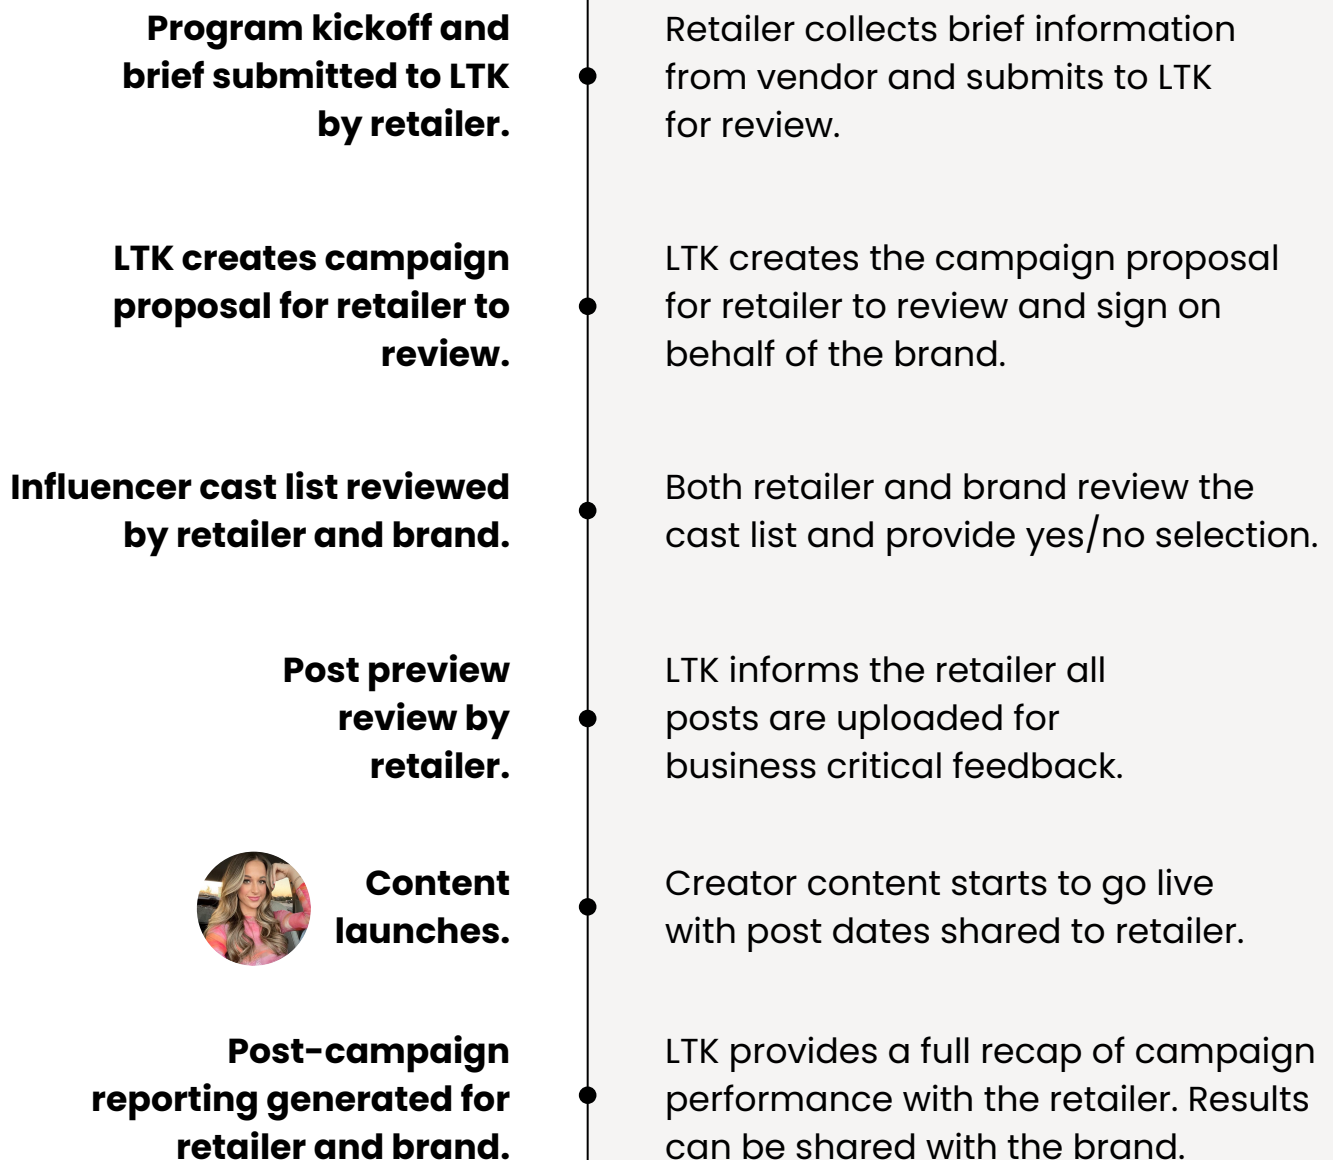 Program kickoff and
brief submitted to LTK
by retailer.
Retailer collects brief information
from vendor and submits to LTK
for review.
LTK creates campaign
proposal for retailer to
review.
LTK creates the campaign proposal
for retailer to review and sign on
behalf of the brand.
Influencer cast list reviewed
by retailer and brand.
Both retailer and brand review the
cast list and provide yes/no selection.
Post preview
review by
retailer.
LTK informs the retailer all
posts are uploaded for
business critical feedback.
Content
launches.
Creator content starts to go live
with post dates shared to retailer.
Post-campaign
reporting generated for
retailer and brand.
LTK provides a full recap of campaign
performance with the retailer. Results
can be shared with the brand.